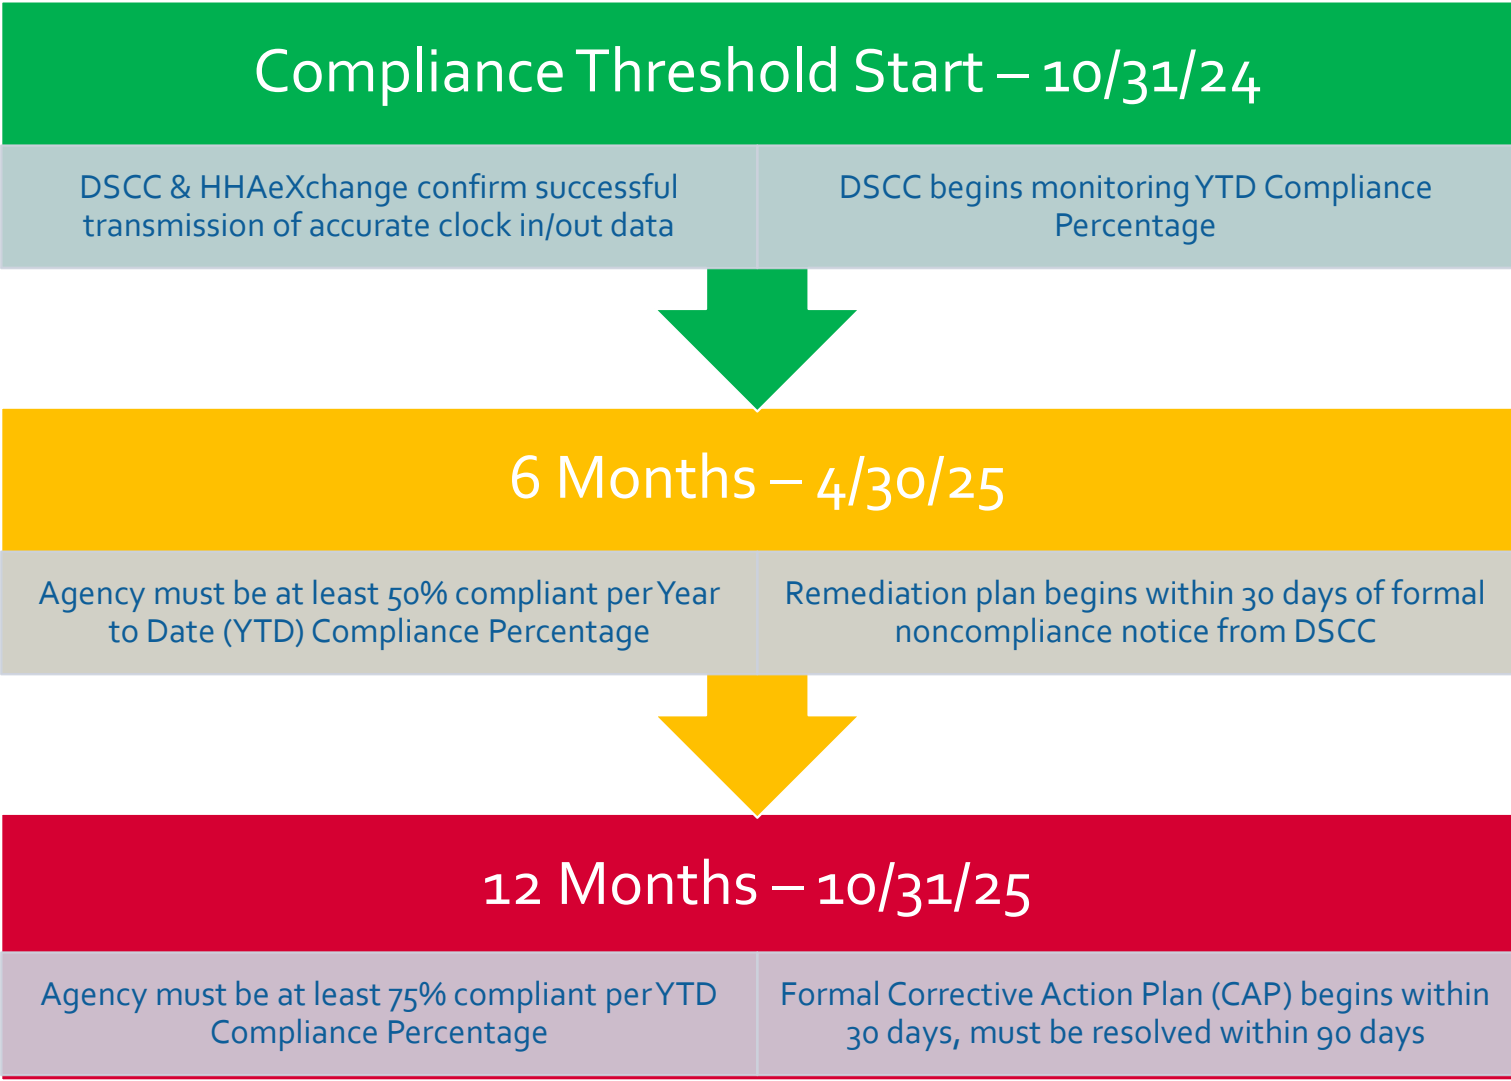 Compliance Threshold Start – 10/31/24
DSCC & HHAeXchange confirm successful
transmission of accurate clock in/out data
DSCC begins monitoring YTD Compliance
Percentage
6 Months – 4/30/25
Agency must be at least 50% compliant per Year
to Date (YTD) Compliance Percentage
Remediation plan begins within 30 days of formal
noncompliance notice from DSCC
12 Months – 10/31/25
Agency must be at least 75% compliant per YTD
Compliance Percentage
Formal Corrective Action Plan (CAP) begins within
30 days, must be resolved within 90 days